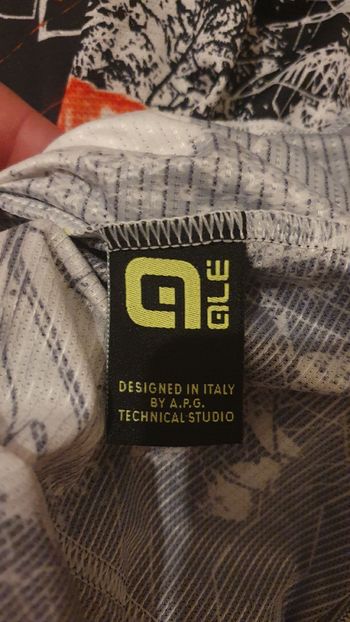 ALÉ
DESIGNED IN ITALY
BY A.P.G.
TECHNICAL STUDIO